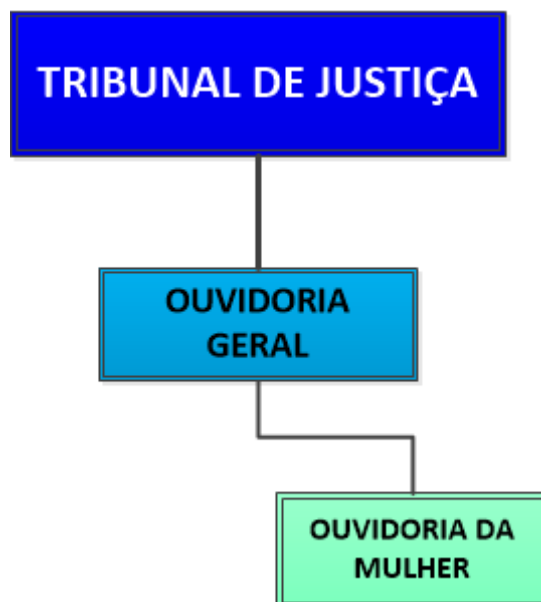 TRIBUNAL DE JUSTIÇA
OUVIDORIA
GERAL
OUVIDORIA DA
MULHER